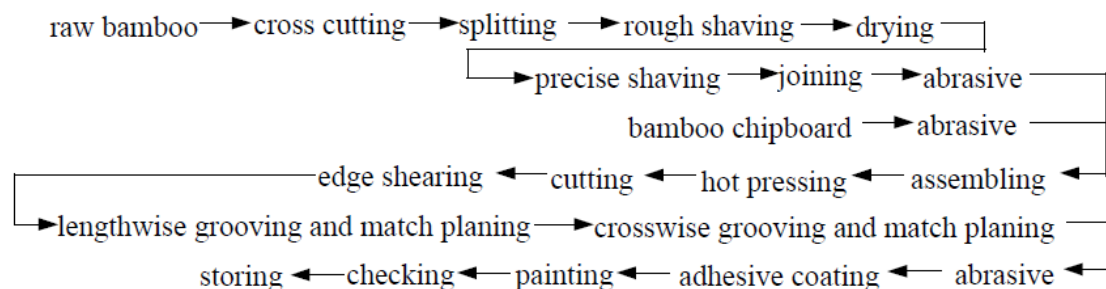 raw bamboo cross cutting splitting rough shaving drying
precise shaving joining abrasive
bamboo chipboard abrasive
edge shearing cutting hot pressing assembling
lengthwise grooving and match planing crosswise grooving and match planing
storing checking painting adhesive coating abrasive